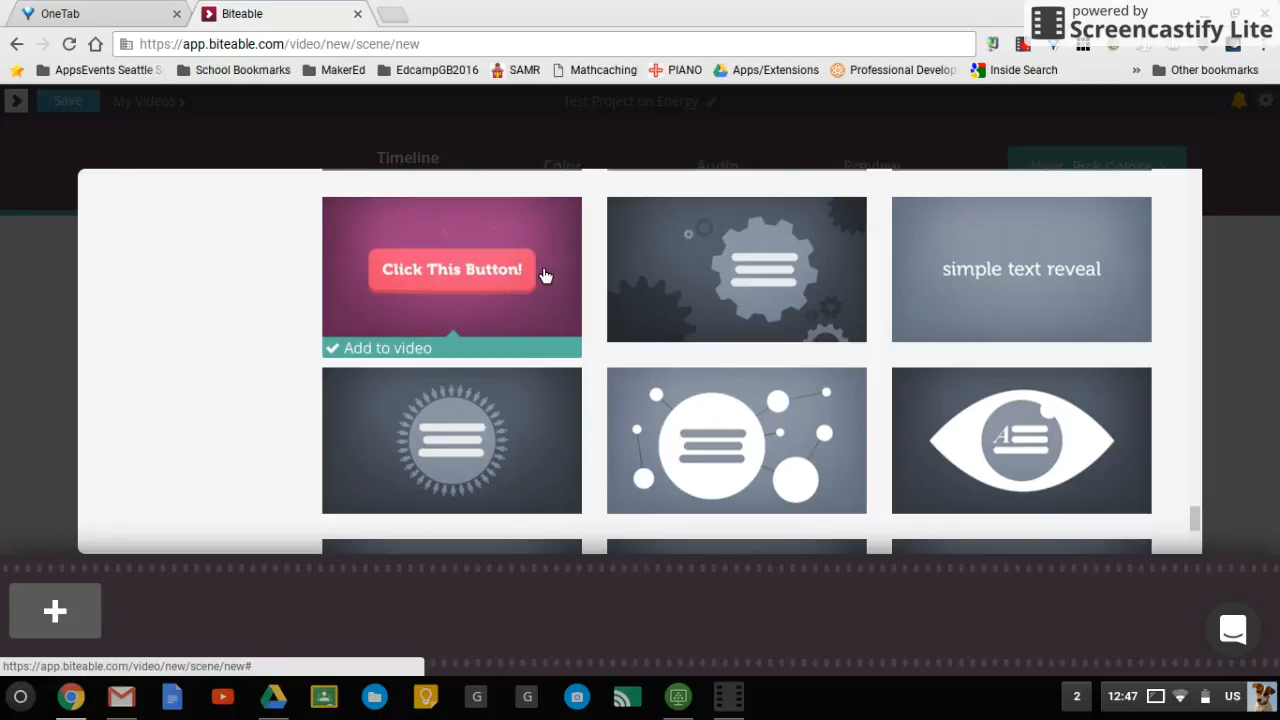 OneTab
Biteable
powered by
Screencastify Lite
https://app.biteable.com/video/new/scene/new
AppsEvents Seattle S
School Bookmarks
MakerEd
EdcampGB2016
SAMR
Mathcaching
PIANO
Apps/Extensions
Professional Develop
Inside Search
»
Other bookmarks
Save
My Videos
Test Project on Energy
Timeline
Color
Audio
Preview
Next: Pick Colors
Click This Button!
simple text reveal
Add to video
A
https://app.biteable.com/video/new/scene/new#
G
G
2
12:47
US